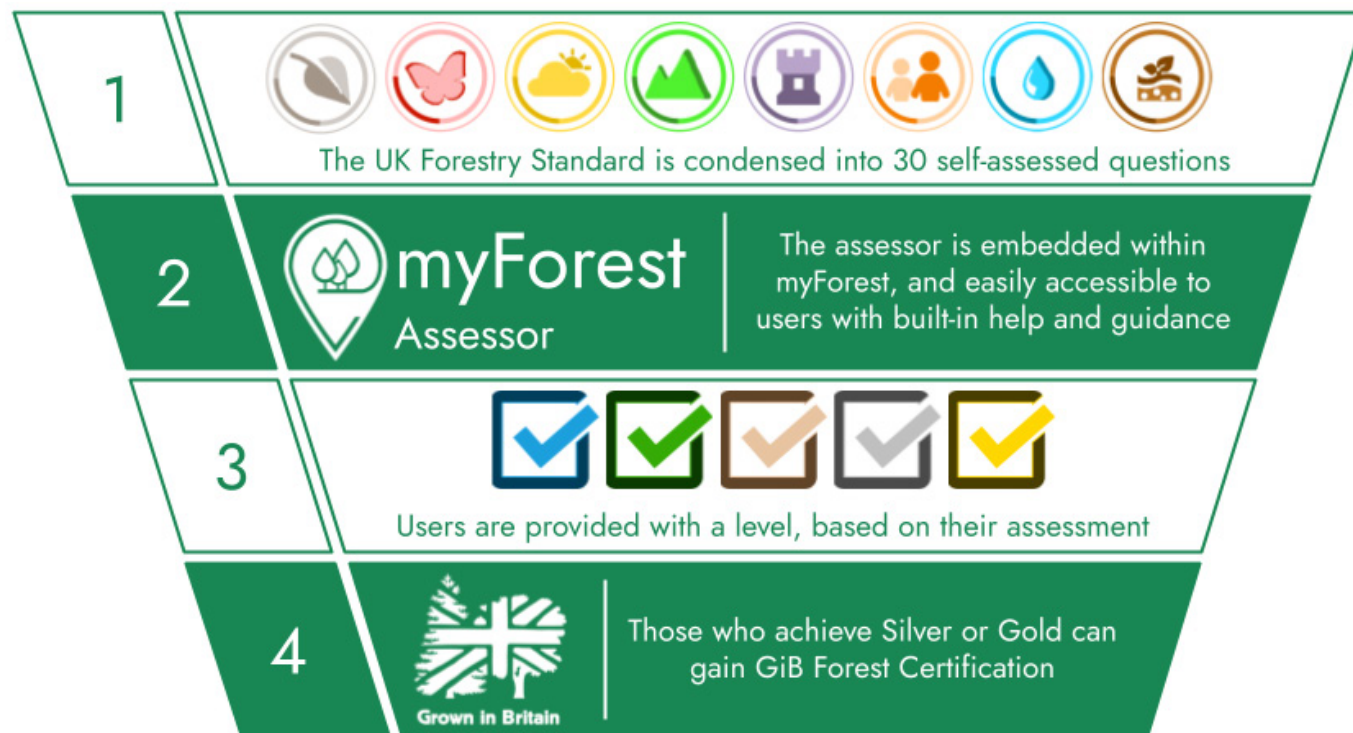 1
The UK Forestry Standard is condensed into 30 self-assessed questions
2
myForest
Assessor
The assessor is embedded within
myForest, and easily accessible to
users with built-in help and guidance
3
Users are provided with a level, based on their assessment
4
Grown in Britain
Those who achieve Silver or Gold can
gain GiB Forest Certification